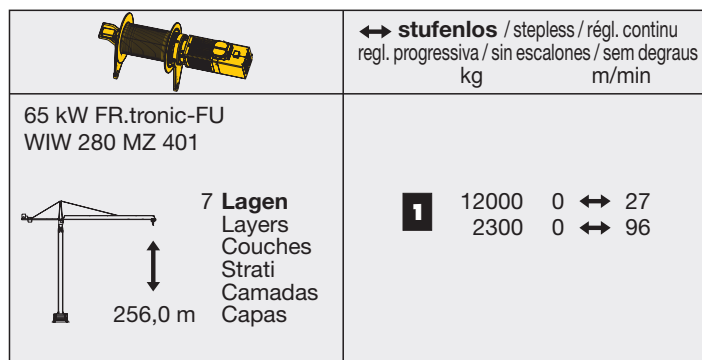 ↔ stufenlos / stepless / régl. continu
regl. progressiva / sin escalones / sem degraus
kg m/min
65 kW FR.tronic-FU
WIW 280 MZ 401
7 Lagen
Layers
Couches
Strati
Camadas
256,0 m Capas
1 12000 0 ↔ 27
2300 0 ↔ 96